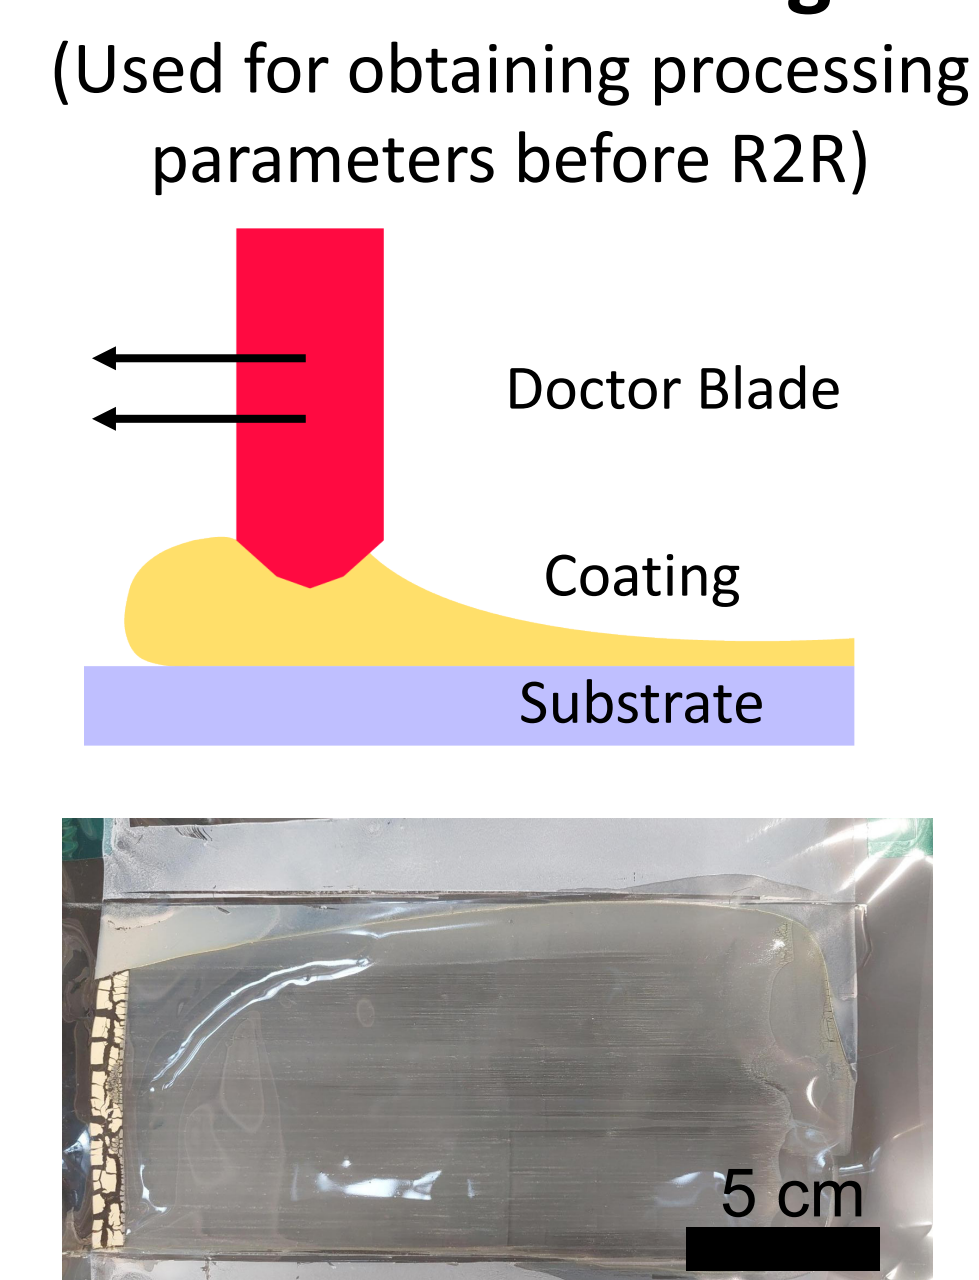 (Used for obtaining processing
parameters before R2R)
Doctor Blade
Coating
Substrate
5 cm